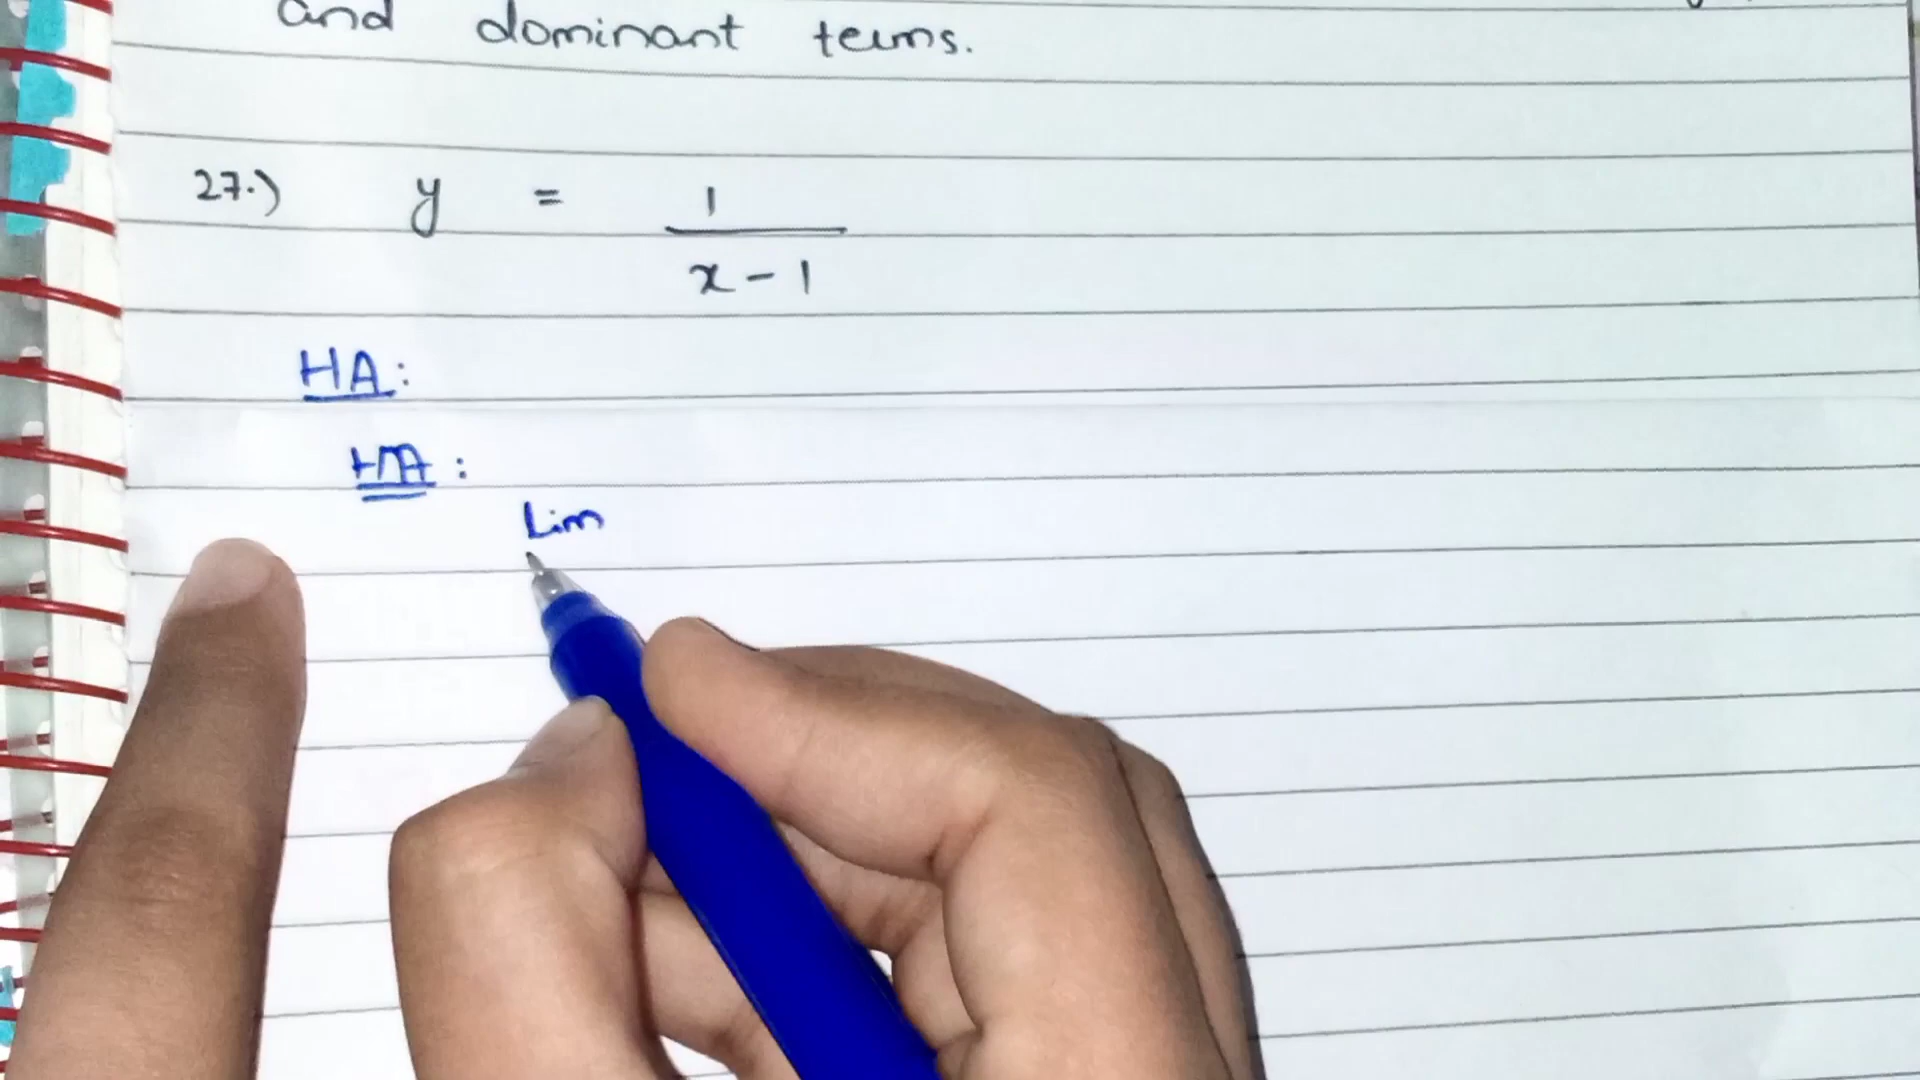 and dominant terms.
27.) y = 1 / x - 1
HA:
HA :
Lim